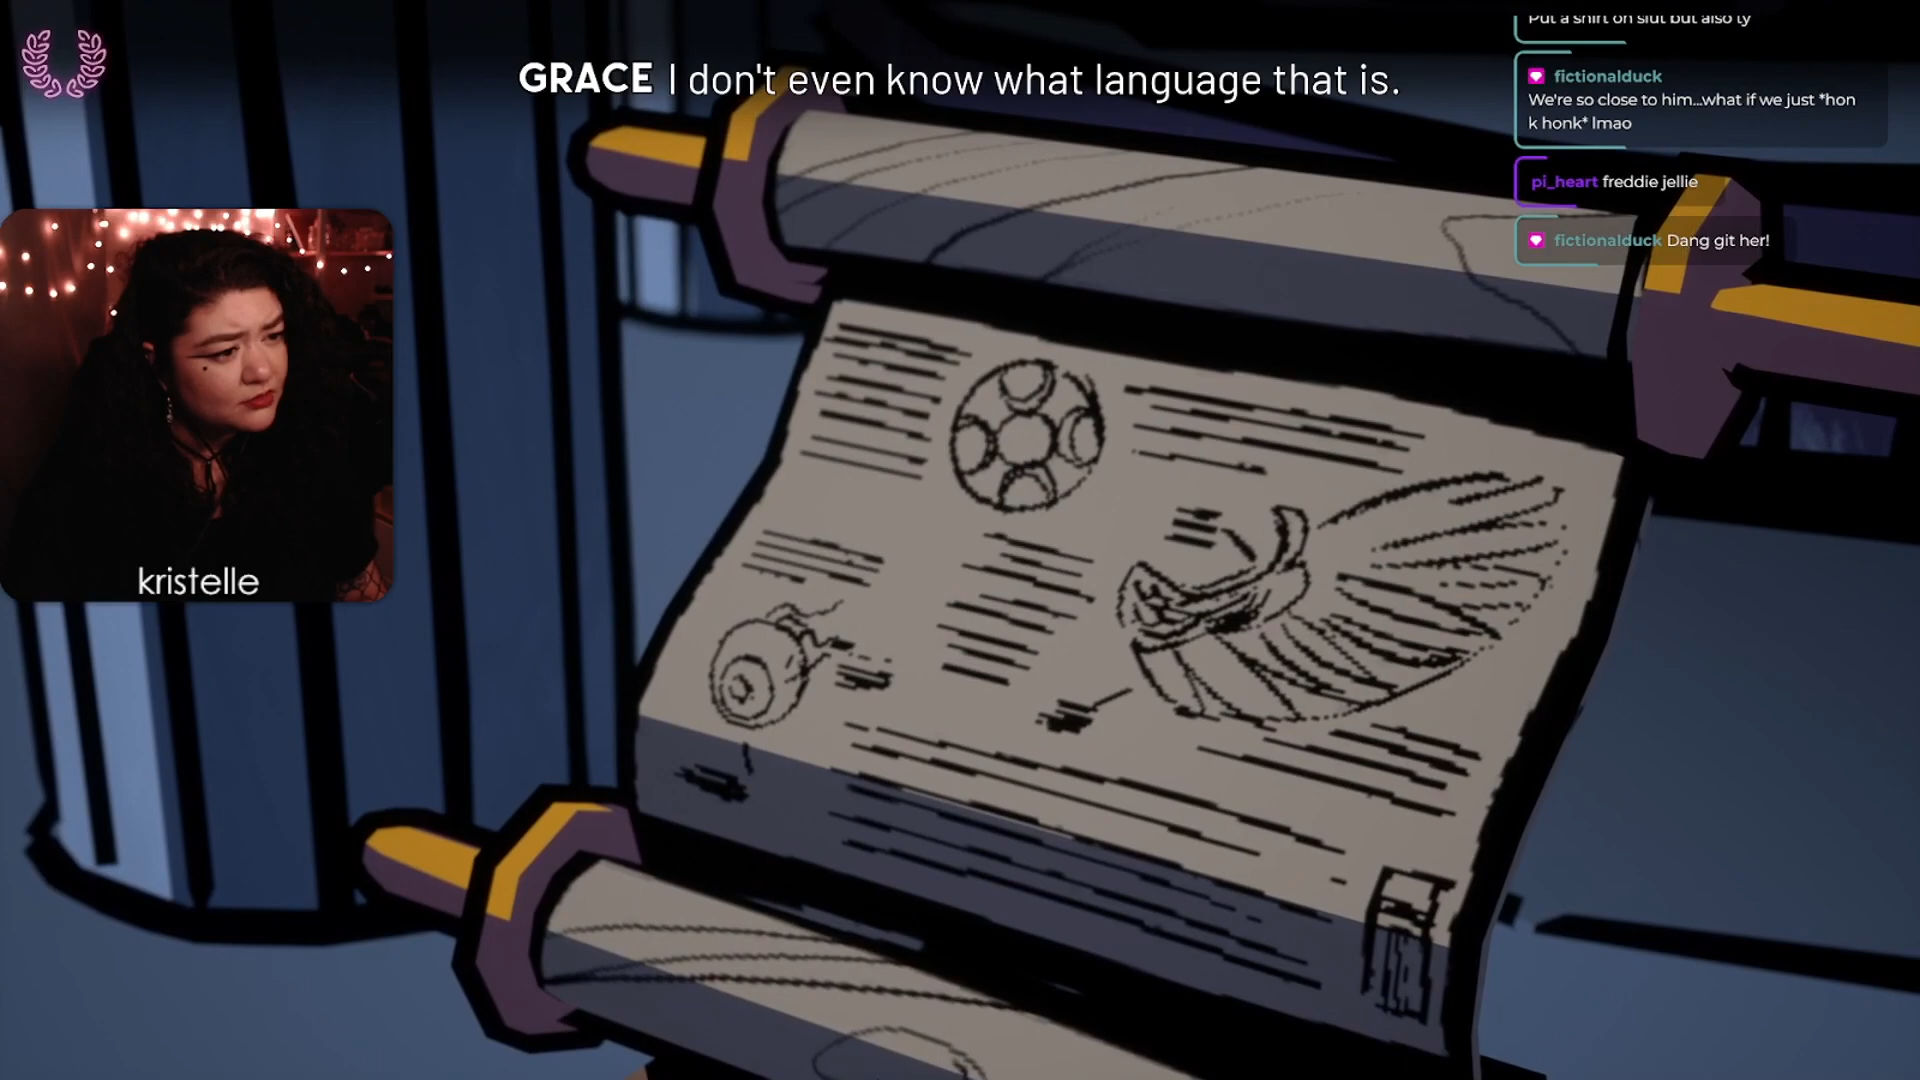 GRACE I don't even know what language that is.
Put a shirt on slut but also ty
fictionalduck
We're so close to him...what if we just *hon
k honk* lmao
pi_heart freddie jellie
fictionalduck Dang git her!
kristelle